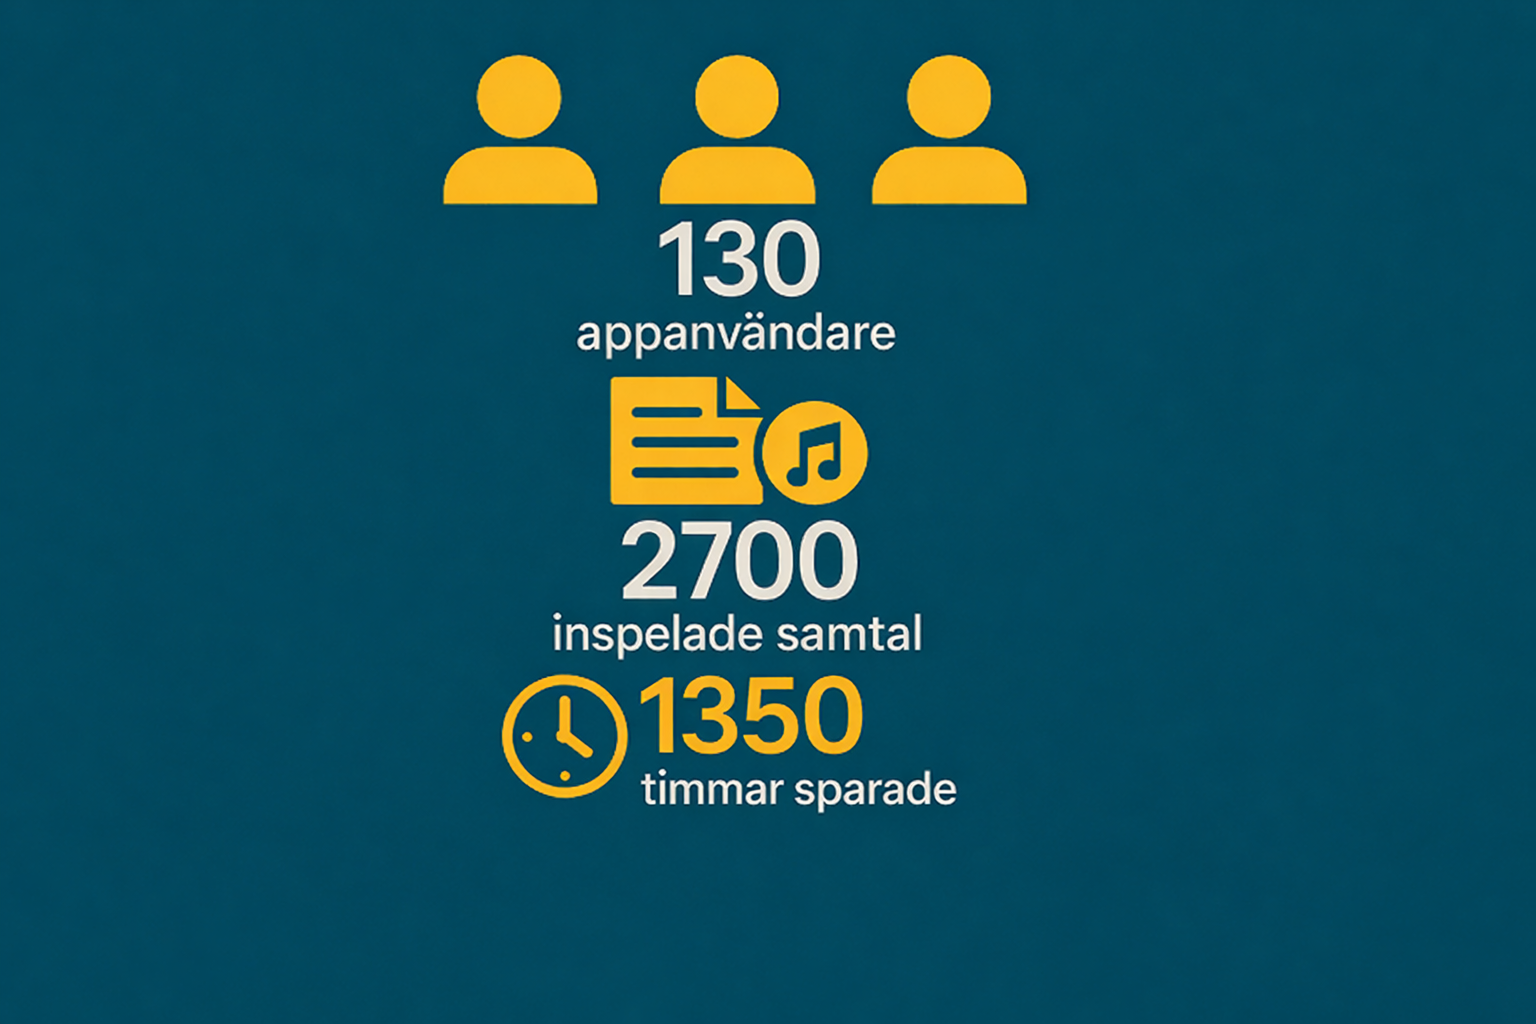 130
appanvändare
2700
inspelade samtal
1350
timmar sparade